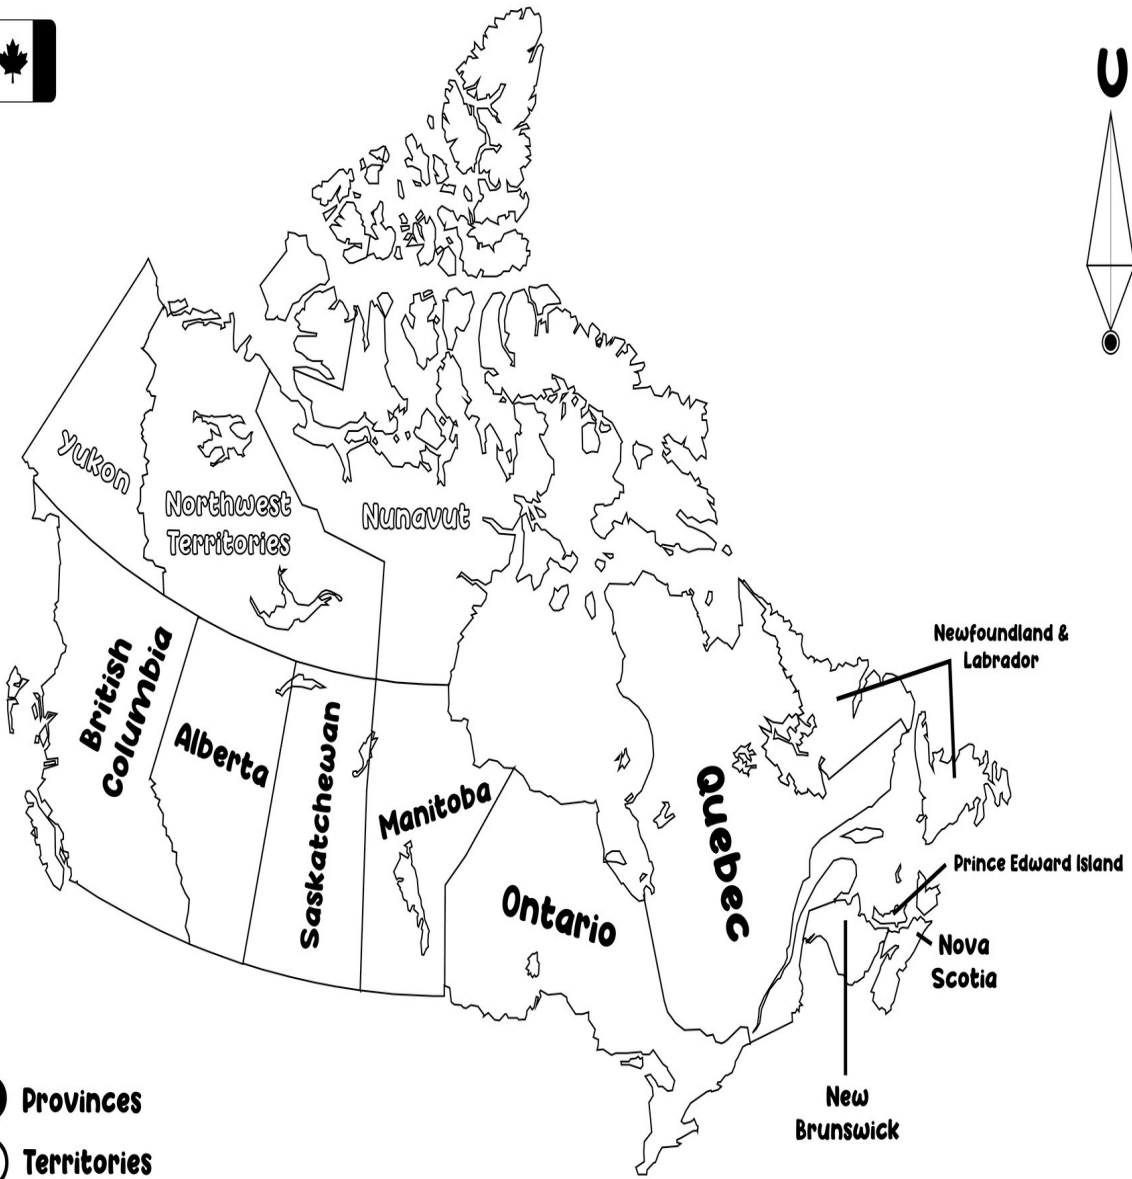 Yukon
Northwest
Territories
Nunavut
British
Columbia
Alberta
Saskatchewan
Manitoba
Ontario
Quebec
Newfoundland &
Labrador
Prince Edward Island
Nova
Scotia
New
Brunswick
Provinces
Territories